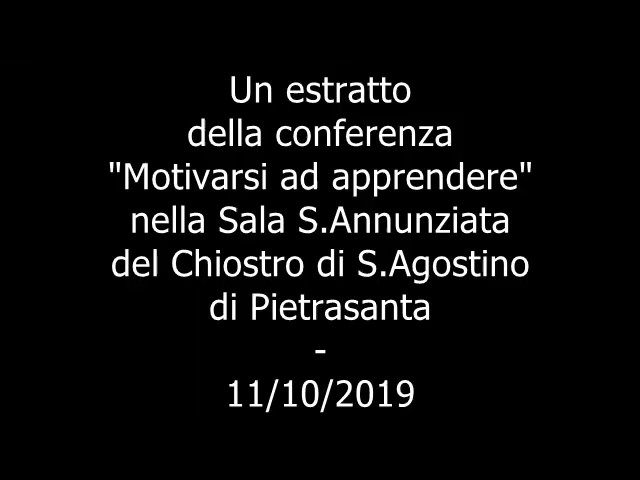 Un estratto
della conferenza
"Motivarsi ad apprendere"
nella Sala S.Annunziata
del Chiostro di S.Agostino
di Pietrasanta
-
11/10/2019